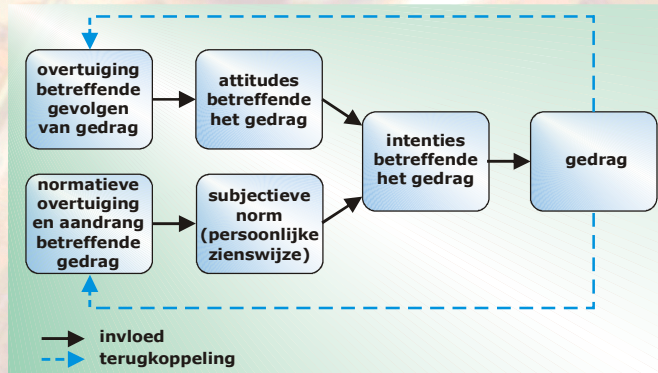 overtuiging
betreffende
gevolgen
van gedrag
attitudes
betreffende
het gedrag
normatieve
overtuiging
en aandrang
betreffende
gedrag
subjectieve
norm
(persoonlijke
zienswijze)
intenties
betreffende
het gedrag
gedrag
invloed
terugkoppeling